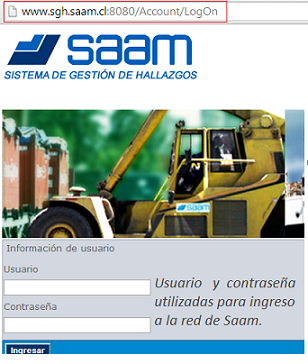 www.sgh.saam.cl:8080/Account/LogOn
saam
SISTEMA DE GESTIÓN DE HALLAZGOS
saam
Información de usuario
Usuario
Contraseña
Usuario y contraseña
utilizadas para ingreso
a la red de Saam.
Ingresar